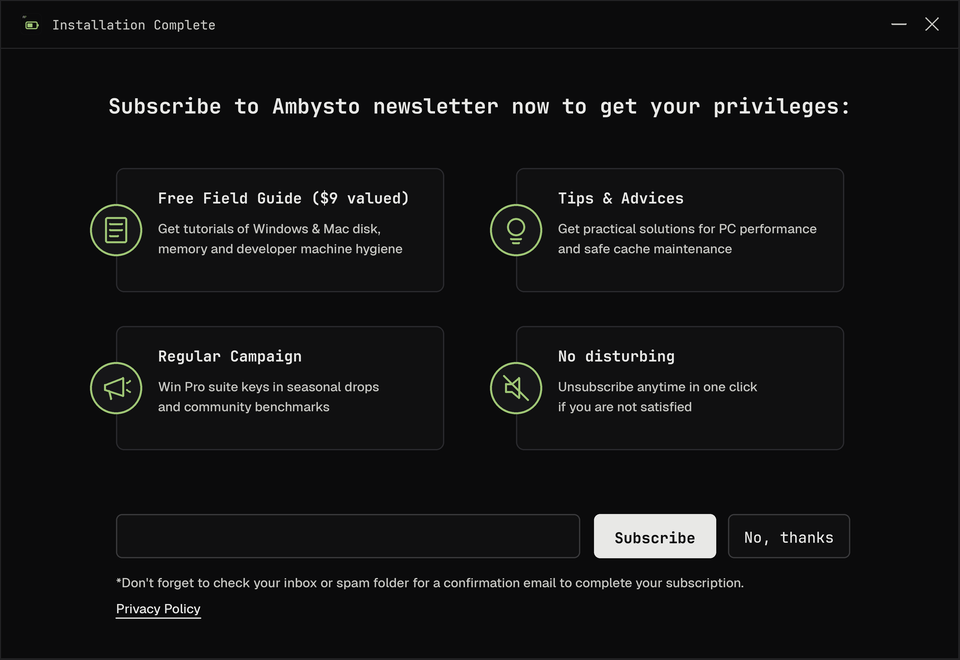 Installation Complete
Subscribe to Ambysto newsletter now to get your privileges:
Free Field Guide ($9 valued)
Get tutorials of Windows & Mac disk,
memory and developer machine hygiene
Tips & Advices
Get practical solutions for PC performance
and safe cache maintenance
Regular Campaign
Win Pro suite keys in seasonal drops
and community benchmarks
No disturbing
Unsubscribe anytime in one click
if you are not satisfied
Subscribe
No, thanks
*Don't forget to check your inbox or spam folder for a confirmation email to complete your subscription.
Privacy Policy